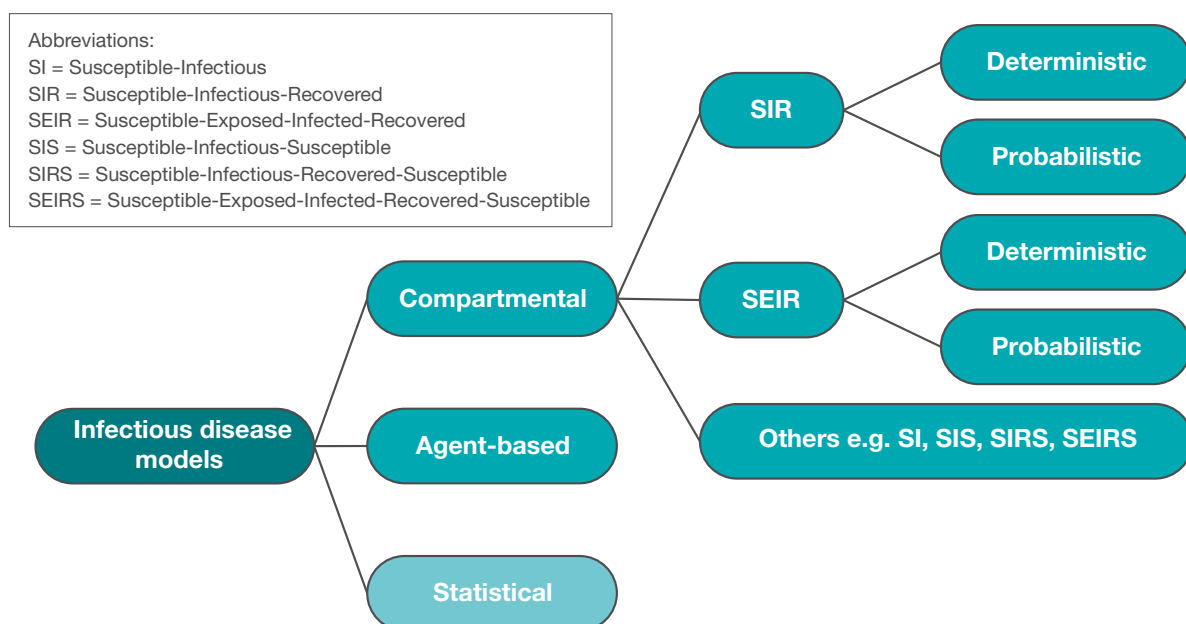 Abbreviations:
SI = Susceptible-Infectious
SIR = Susceptible-Infectious-Recovered
SEIR = Susceptible-Exposed-Infected-Recovered
SIS = Susceptible-Infectious-Susceptible
SIRS = Susceptible-Infectious-Recovered-Susceptible
SEIRS = Susceptible-Exposed-Infected-Recovered-Susceptible
Infectious disease
models
Compartmental
Agent-based
Statistical
SIR
Deterministic
Probabilistic
SEIR
Deterministic
Probabilistic
Others e.g. SI, SIS, SIRS, SEIRS